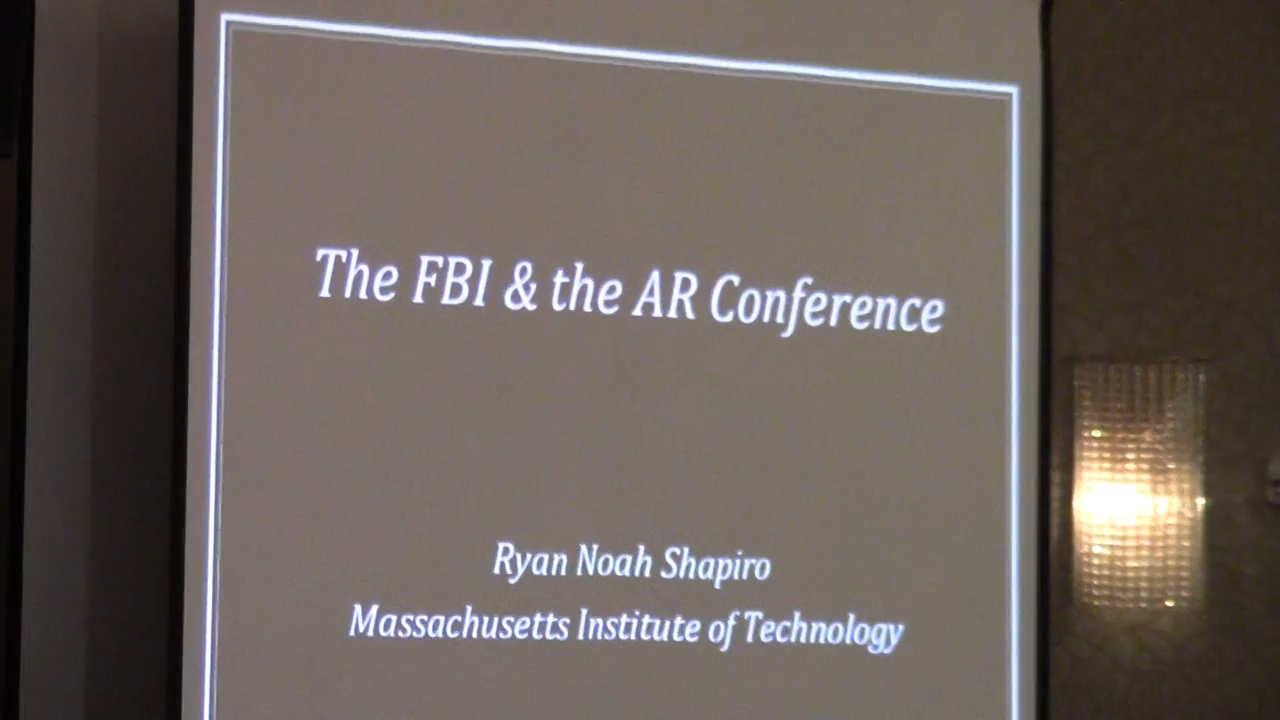 The FBI & the AR Conference
Ryan Noah Shapiro
Massachusetts Institute of Technology